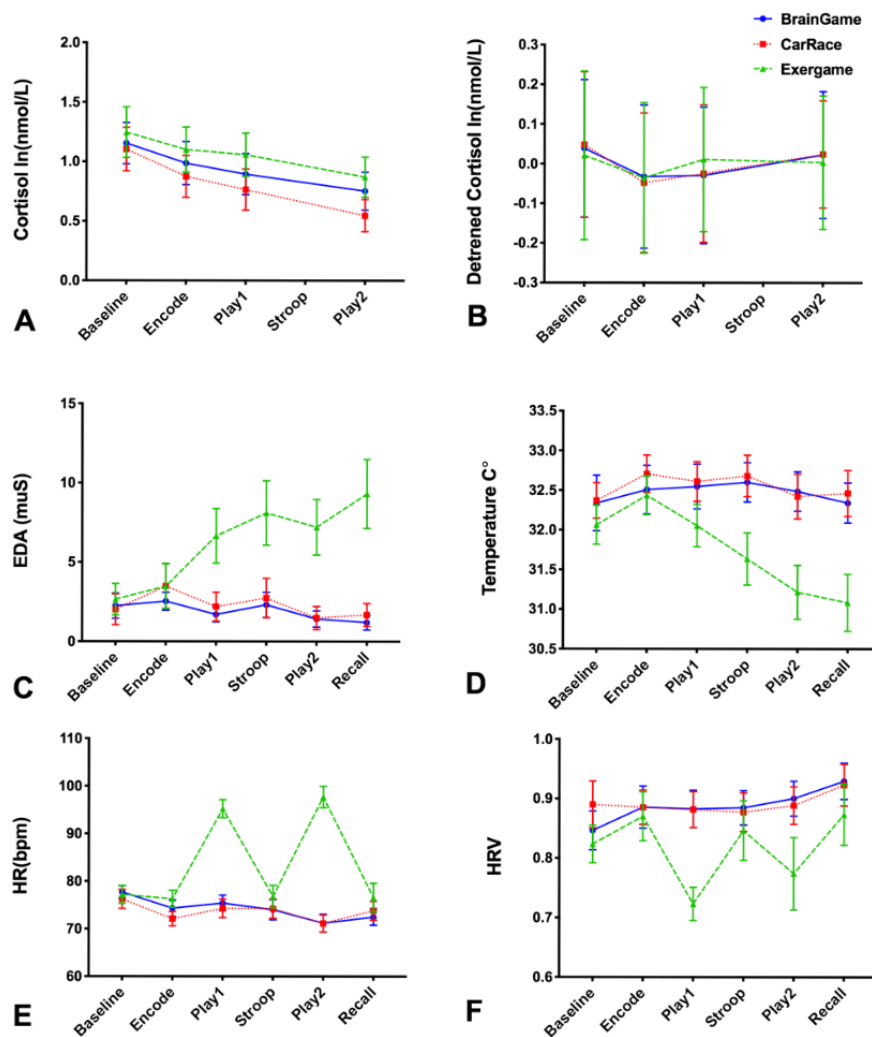 BrainGame
CarRace
Exergame
Cortisol ln(nmol/L)
2.0
1.5
1.0
0.5
0.0
Baseline
Encode
Play1
Stroop
Play2
A
Detrened Cortisol ln(nmol/L)
0.3
0.2
0.1
0.0
-0.1
-0.2
-0.3
Baseline
Encode
Play1
Stroop
Play2
B
EDA (muS)
15
10
5
0
Baseline
Encode
Play1
Stroop
Play2
Recall
C
Temperature C°
33.5
33.0
32.5
32.0
31.5
31.0
30.5
Baseline
Encode
Play1
Stroop
Play2
Recall
D
HR(bpm)
110
100
90
80
70
60
Baseline
Encode
Play1
Stroop
Play2
Recall
E
HRV
1.0
0.9
0.8
0.7
0.6
Baseline
Encode
Play1
Stroop
Play2
Recall
F